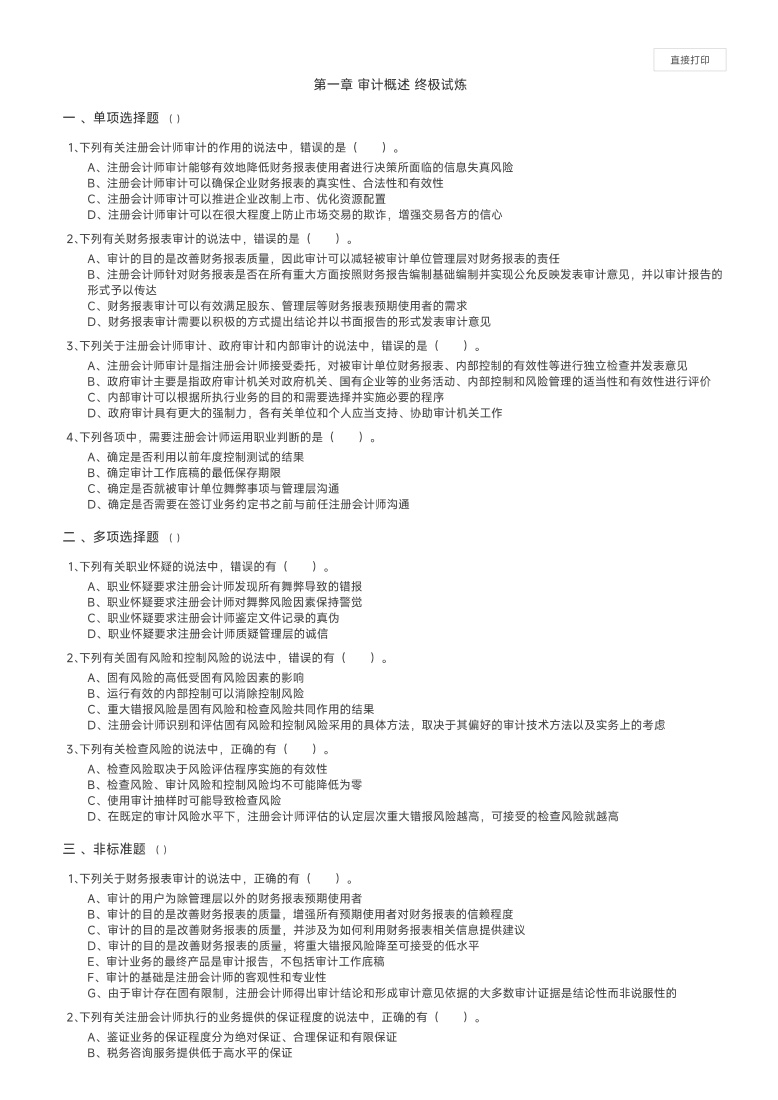 直接打印
第一章 审计概述 终极试炼
一 、单项选择题 （ ）
1、下列有关注册会计师审计的作用的说法中，错误的是（　　）。
A、注册会计师审计能够有效地降低财务报表使用者进行决策所面临的信息失真风险
B、注册会计师审计可以确保企业财务报表的真实性、合法性和有效性
C、注册会计师审计可以推进企业改制上市、优化资源配置
D、注册会计师审计可以在很大程度上防止市场交易的欺诈，增强交易各方的信心
2、下列有关财务报表审计的说法中，错误的是（　　）。
A、审计的目的是改善财务报表质量，因此审计可以减轻被审计单位管理层对财务报表的责任
B、注册会计师针对财务报表是否在所有重大方面按照财务报告编制基础编制并实现公允反映发表审计意见，并以审计报告的
形式予以传达
C、财务报表审计可以有效满足股东、管理层等财务报表预期使用者的需求
D、财务报表审计需要以积极的方式提出结论并以书面报告的形式发表审计意见
3、下列关于注册会计师审计、政府审计和内部审计的说法中，错误的是（　　）。
A、注册会计师审计是指注册会计师接受委托，对被审计单位财务报表、内部控制的有效性等进行独立检查并发表意见
B、政府审计主要是指政府审计机关对政府机关、国有企业等的业务活动、内部控制和风险管理的适当性和有效性进行评价
C、内部审计可以根据所执行业务的目的和需要选择并实施必要的程序
D、政府审计具有更大的强制力，各有关单位和个人应当支持、协助审计机关工作
4、下列各项中，需要注册会计师运用职业判断的是（　　）。
A、确定是否利用以前年度控制测试的结果
B、确定审计工作底稿的最低保存期限
C、确定是否就被审计单位舞弊事项与管理层沟通
D、确定是否需要在签订业务约定书之前与前任注册会计师沟通
二 、多项选择题 （ ）
1、下列有关职业怀疑的说法中，错误的有（　　）。
A、职业怀疑要求注册会计师发现所有舞弊导致的错报
B、职业怀疑要求注册会计师对舞弊风险因素保持警觉
C、职业怀疑要求注册会计师鉴定文件记录的真伪
D、职业怀疑要求注册会计师质疑管理层的诚信
2、下列有关固有风险和控制风险的说法中，错误的有（　　）。
A、固有风险的高低受固有风险因素的影响
B、运行有效的内部控制可以消除控制风险
C、重大错报风险是固有风险和检查风险共同作用的结果
D、注册会计师识别和评估固有风险和控制风险采用的具体方法，取决于其偏好的审计技术方法以及实务上的考虑
3、下列有关检查风险的说法中，正确的有（　　）。
A、检查风险取决于风险评估程序实施的有效性
B、检查风险、审计风险和控制风险均不可能降低为零
C、使用审计抽样时可能导致检查风险
D、在既定的审计风险水平下，注册会计师评估的认定层次重大错报风险越高，可接受的检查风险就越高
三 、非标准题 （ ）
1、下列关于财务报表审计的说法中，正确的有（　　）。
A、审计的用户为除管理层以外的财务报表预期使用者
B、审计的目的是改善财务报表的质量，增强所有预期使用者对财务报表的信赖程度
C、审计的目的是改善财务报表的质量，并涉及为如何利用财务报表相关信息提供建议
D、审计的目的是改善财务报表的质量，将重大错报风险降至可接受的低水平
E、审计业务的最终产品是审计报告，不包括审计工作底稿
F、审计的基础是注册会计师的客观性和专业性
G、由于审计存在固有限制，注册会计师得出审计结论和形成审计意见依据的大多数审计证据是结论性而非说服性的
2、下列有关注册会计师执行的业务提供的保证程度的说法中，正确的有（　　）。
A、鉴证业务的保证程度分为绝对保证、合理保证和有限保证
B、税务咨询服务提供低于高水平的保证